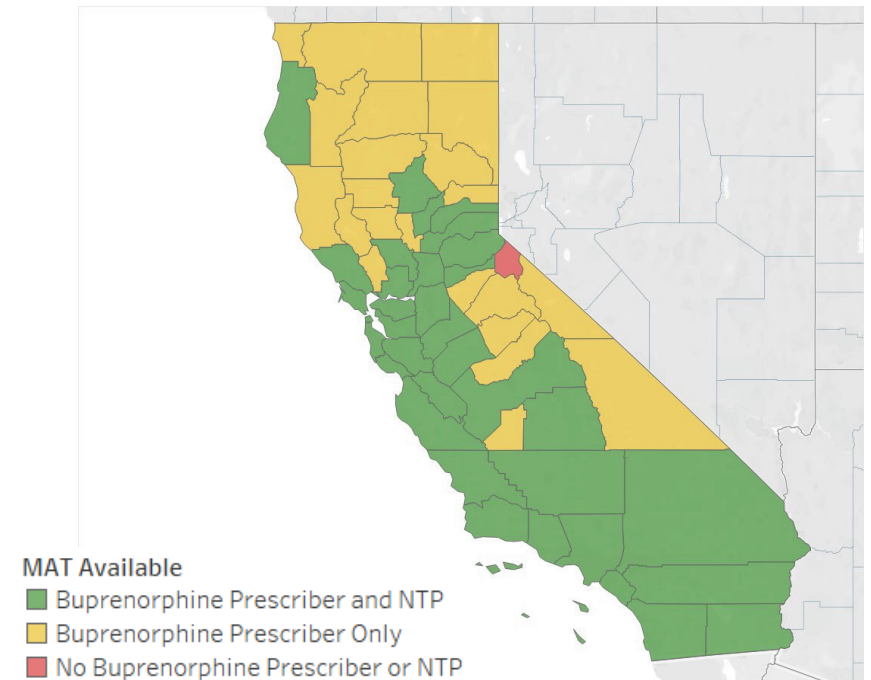 MAT Available
Buprenorphine Prescriber and NTP
Buprenorphine Prescriber Only
No Buprenorphine Prescriber or NTP